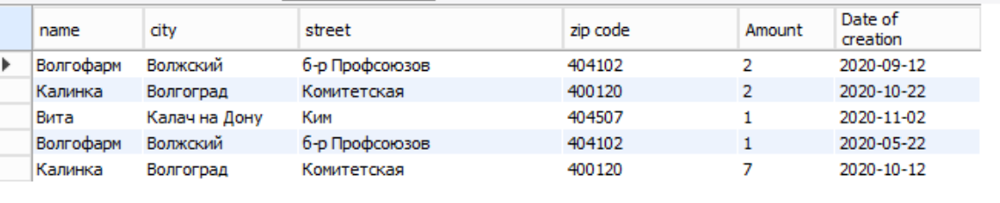 name city street zip code Amount Date of creation
Волгофарм Волжский б-р Профсоюзов 404102 2 2020-09-12
Калинка Волгоград Комитетская 400120 2 2020-10-22
Вита Калач на Дону Ким 404507 1 2020-11-02
Волгофарм Волжский б-р Профсоюзов 404102 1 2020-05-22
Калинка Волгоград Комитетская 400120 7 2020-10-12